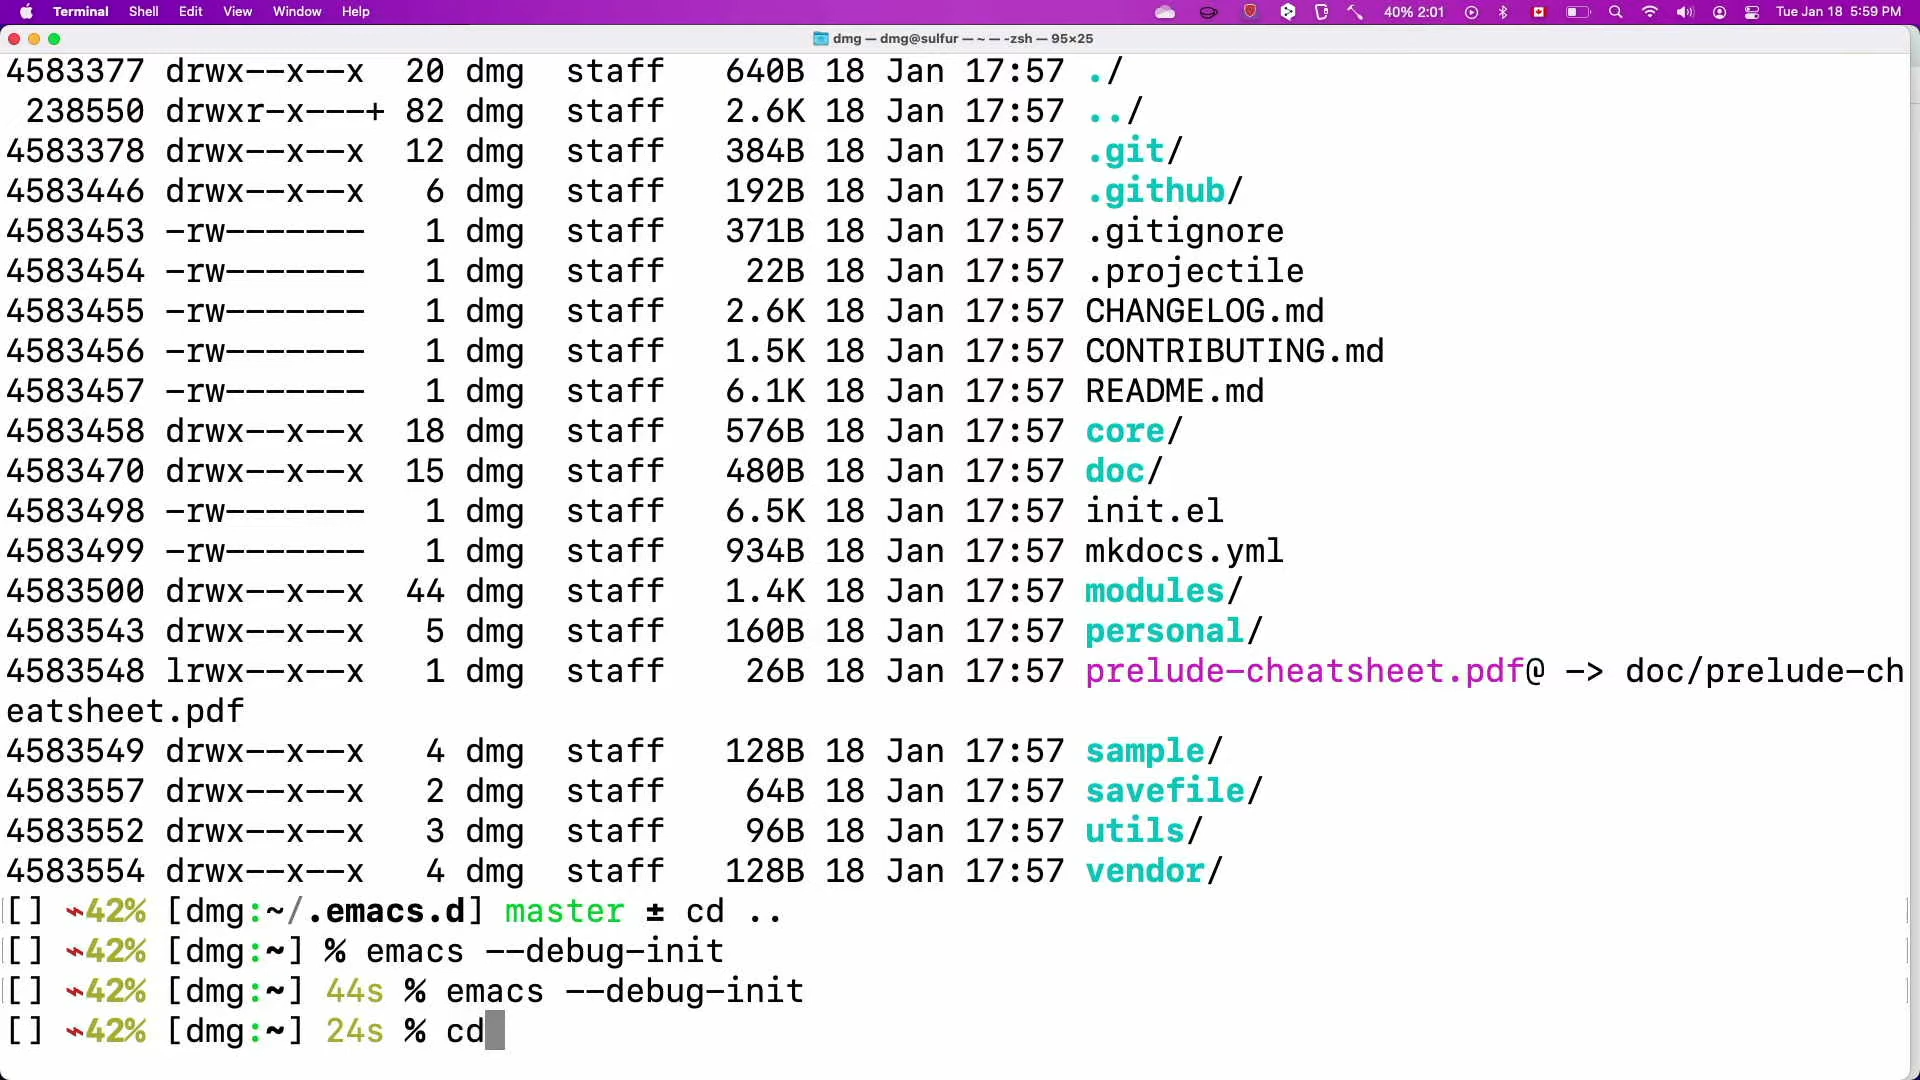 Terminal Shell Edit View Window Help 40% 2:01 Tue Jan 18 5:59 PM
dmg — dmg@sulfur — ~ — -zsh — 95×25
4583377 drwx--x--x 20 dmg staff 640B 18 Jan 17:57 ./
238550 drwxr-x---+ 82 dmg staff 2.6K 18 Jan 17:57 ../
4583378 drwx--x--x 12 dmg staff 384B 18 Jan 17:57 .git/
4583446 drwx--x--x 6 dmg staff 192B 18 Jan 17:57 .github/
4583453 -rw------- 1 dmg staff 371B 18 Jan 17:57 .gitignore
4583454 -rw------- 1 dmg staff 22B 18 Jan 17:57 .projectile
4583455 -rw------- 1 dmg staff 2.6K 18 Jan 17:57 CHANGELOG.md
4583456 -rw------- 1 dmg staff 1.5K 18 Jan 17:57 CONTRIBUTING.md
4583457 -rw------- 1 dmg staff 6.1K 18 Jan 17:57 README.md
4583458 drwx--x--x 18 dmg staff 576B 18 Jan 17:57 core/
4583470 drwx--x--x 15 dmg staff 480B 18 Jan 17:57 doc/
4583498 -rw------- 1 dmg staff 6.5K 18 Jan 17:57 init.el
4583499 -rw------- 1 dmg staff 934B 18 Jan 17:57 mkdocs.yml
4583500 drwx--x--x 44 dmg staff 1.4K 18 Jan 17:57 modules/
4583543 drwx--x--x 5 dmg staff 160B 18 Jan 17:57 personal/
4583548 lrwx--x--x 1 dmg staff 26B 18 Jan 17:57 prelude-cheatsheet.pdf@ -> doc/prelude-ch
eatsheet.pdf
4583549 drwx--x--x 4 dmg staff 128B 18 Jan 17:57 sample/
4583557 drwx--x--x 2 dmg staff 64B 18 Jan 17:57 savefile/
4583552 drwx--x--x 3 dmg staff 96B 18 Jan 17:57 utils/
4583554 drwx--x--x 4 dmg staff 128B 18 Jan 17:57 vendor/
[] ⌁42% [dmg:~/.emacs.d] master ± cd ..
[] ⌁42% [dmg:~] % emacs --debug-init
[] ⌁42% [dmg:~] 44s % emacs --debug-init
[] ⌁42% [dmg:~] 24s % cd